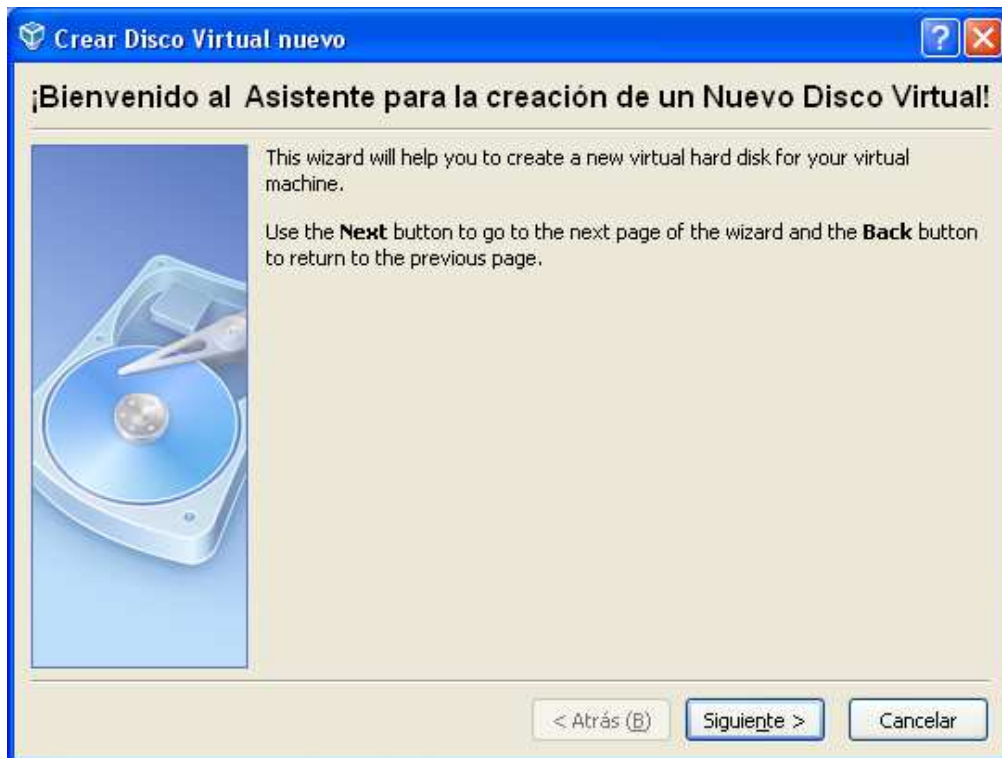 Crear Disco Virtual nuevo
¡Bienvenido al Asistente para la creación de un Nuevo Disco Virtual!
This wizard will help you to create a new virtual hard disk for your virtual
machine.
Use the Next button to go to the next page of the wizard and the Back button
to return to the previous page.
< Atrás (B) Siguiente > Cancelar